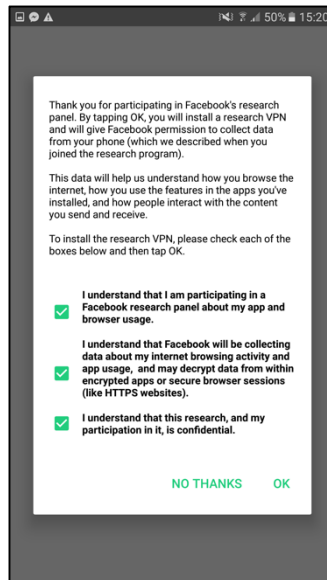 50% 15:20
Thank you for participating in Facebook's research
panel. By tapping OK, you will install a research VPN
and will give Facebook permission to collect data
from your phone (which we described when you
joined the research program).
This data will help us understand how you browse the
internet, how you use the features in the apps you've
installed, and how people interact with the content
you send and receive.
To install the research VPN, please check each of the
boxes below and then tap OK.
I understand that I am participating in a
Facebook research panel about my app and
browser usage.
I understand that Facebook will be collecting
data about my internet browsing activity and
app usage, and may decrypt data from within
encrypted apps or secure browser sessions
(like HTTPS websites).
I understand that this research, and my
participation in it, is confidential.
NO THANKS OK